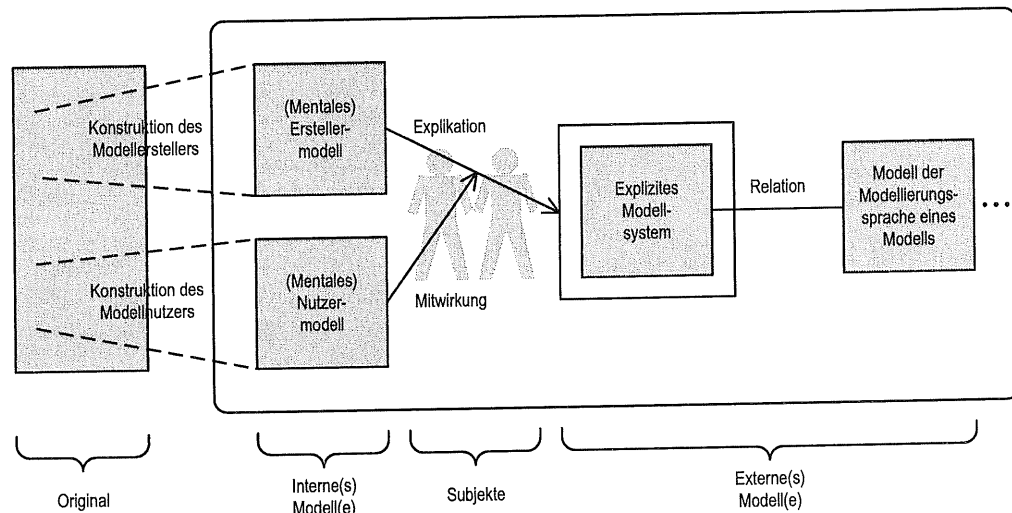 Konstruktion des
Modellerstellers
(Mentales)
Ersteller-
modell
Explikation
Konstruktion des
Modellnutzers
(Mentales)
Nutzer-
modell
Mitwirkung
Explizites
Modell-
system
Relation
Modell der
Modellierungs-
sprache eines
Modells
...
Original
Interne(s)
Modell(e)
Subjekte
Externe(s)
Modell(e)